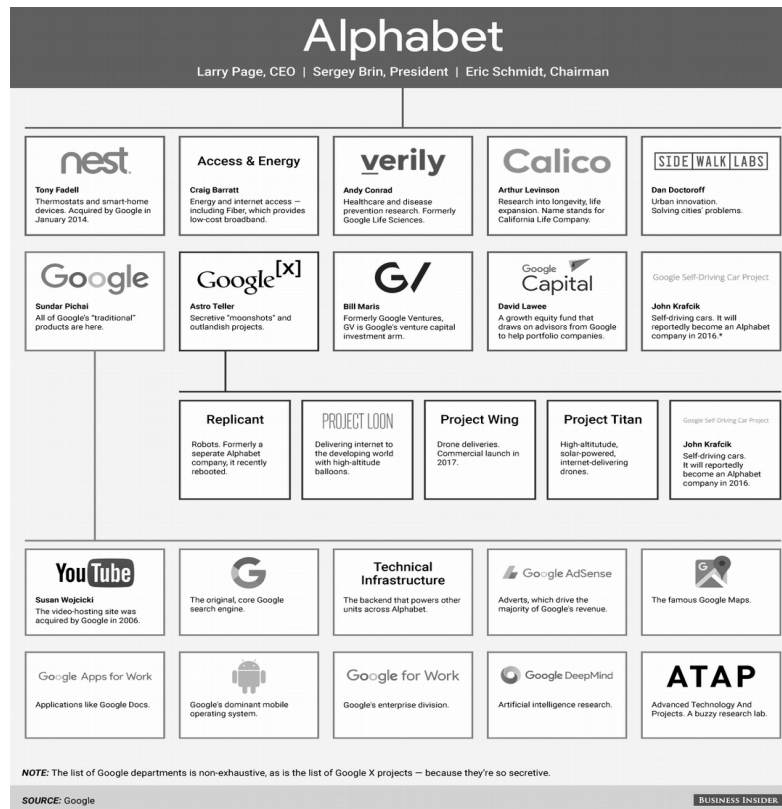 Alphabet
Larry Page, CEO | Sergey Brin, President | Eric Schmidt, Chairman
nest
Tony Fadell
Thermostats and smart-home
devices. Acquired by Google in
January 2014.
Access & Energy
Craig Barratt
Energy and internet access —
including Fiber, which provides
low-cost broadband.
verily
Andy Conrad
Healthcare and disease
prevention research. Formerly
Google Life Sciences.
Calico
Arthur Levinson
Research into longevity, life
expansion. Name stands for
California Life Company.
SIDE WALK LABS
Dan Doctoroff
Urban innovation.
Solving cities' problems.
Google
Sundar Pichai
All of Google's "traditional"
products are here.
Google[x]
Astro Teller
Secretive "moonshots" and
outlandish projects.
G/
Bill Maris
Formerly Google Ventures,
GV is Google's venture capital
investment arm.
Google
Capital
David Lawee
A growth equity fund that
draws on advisors from Google
to help portfolio companies.
Google Self-Driving Car Project
John Krafcik
Self-driving cars. It will
reportedly become an Alphabet
company in 2016.*
Replicant
Robots. Formerly a
seperate Alphabet
company, it recently
rebooted.
PROJECT LOON
Delivering internet to
the developing world
with high-altitude
balloons.
Project Wing
Drone deliveries.
Commercial launch in
2017.
Project Titan
High-altitutude,
solar-powered,
internet-delivering
drones.
Google Self-Driving Car Project
John Krafcik
Self-driving cars.
It will reportedly
become an Alphabet
company in 2016.
YouTube
Susan Wojcicki
The video-hosting site was
acquired by Google in 2006.
G
The original, core Google
search engine.
Technical
Infrastructure
The backend that powers other
units across Alphabet.
Google AdSense
Adverts, which drive the
majority of Google's revenue.
G
The famous Google Maps.
Google Apps for Work
Applications like Google Docs.
Google's dominant mobile
operating system.
Google for Work
Google's enterprise division.
Google DeepMind
Artificial intelligence research.
ATAP
Advanced Technology And
Projects. A buzzy research lab.
NOTE: The list of Google departments is non-exhaustive, as is the list of Google X projects — because they're so secretive.
SOURCE: Google
BUSINESS INSIDER